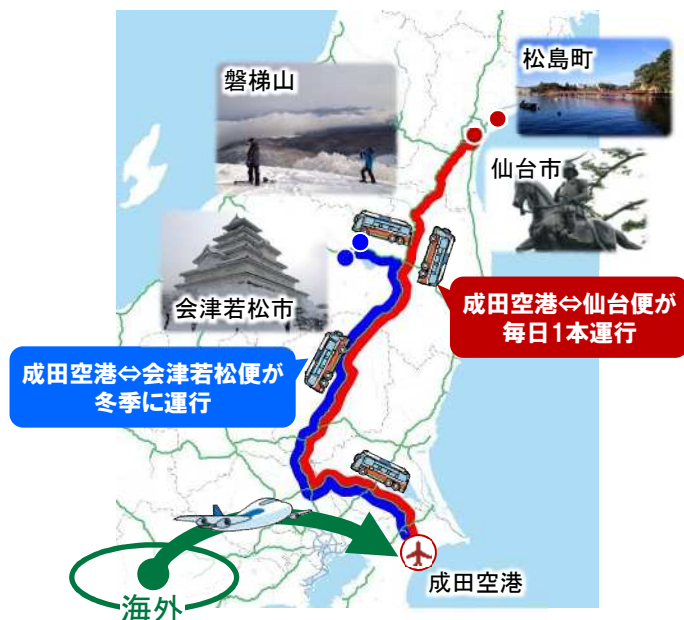 松島町
磐梯山
仙台市
会津若松市
成田空港⇔仙台便が
毎日1本運行
成田空港⇔会津若松便が
冬季に運行
成田空港
海外